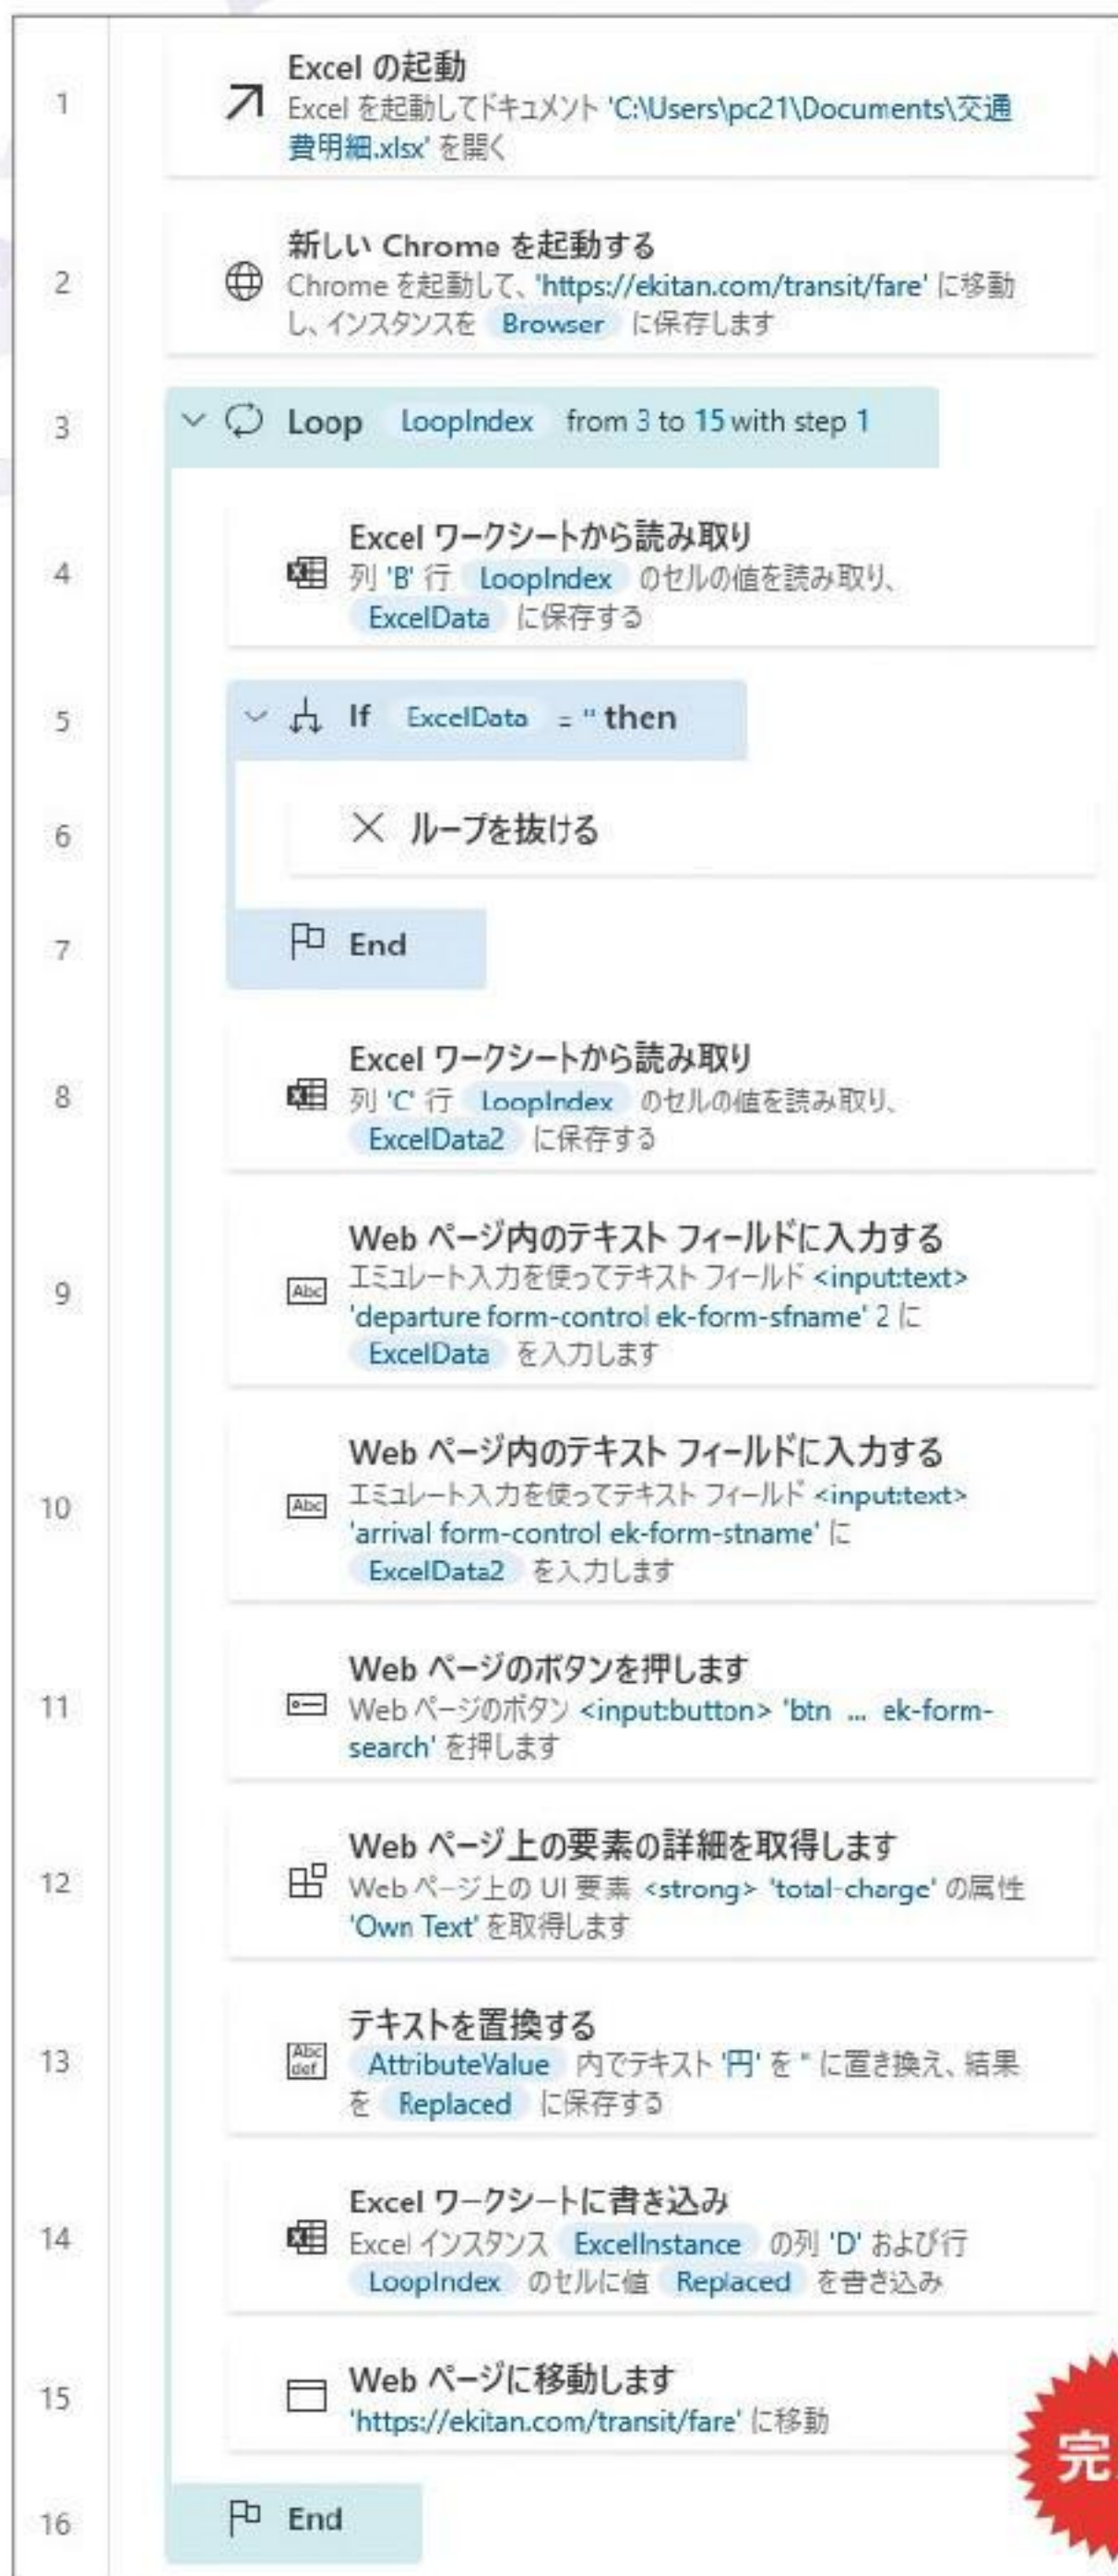 1
Excel の起動
Excel を起動してドキュメント 'C:\Users\pc21\Documents\交通
費明細.xlsx' を開く
2
新しい Chrome を起動する
Chrome を起動して、'https://ekitan.com/transit/fare' に移動
し、インスタンスを Browser に保存します
3
Loop LoopIndex from 3 to 15 with step 1
4
Excel ワークシートから読み取り
列 'B' 行 LoopIndex のセルの値を読み取り、
ExcelData に保存する
5
If ExcelData = '' then
6
ループを抜ける
7
End
8
Excel ワークシートから読み取り
列 'C' 行 LoopIndex のセルの値を読み取り、
ExcelData2 に保存する
9
Web ページ内のテキスト フィールドに入力する
Abc
エミュレート入力を使ってテキスト フィールド <input:text>
'departure form-control ek-form-sfname' 2 に
ExcelData を入力します
10
Web ページ内のテキスト フィールドに入力する
Abc
エミュレート入力を使ってテキスト フィールド <input:text>
'arrival form-control ek-form-stname' に
ExcelData2 を入力します
11
Web ページのボタンを押します
Web ページのボタン <input:button> 'btn ... ek-form-
search' を押します
12
Web ページ上の要素の詳細を取得します
Web ページ上の UI 要素 <strong> 'total-charge' の属性
'Own Text' を取得します
13
テキストを置換する
Abc
def
AttributeValue 内でテキスト '円' を '' に置き換え、結果
を Replaced に保存する
14
Excel ワークシートに書き込み
Excel インスタンス ExcelInstance の列 'D' および行
LoopIndex のセルに値 Replaced を書き込み
15
Web ページに移動します
'https://ekitan.com/transit/fare' に移動
完
16
End